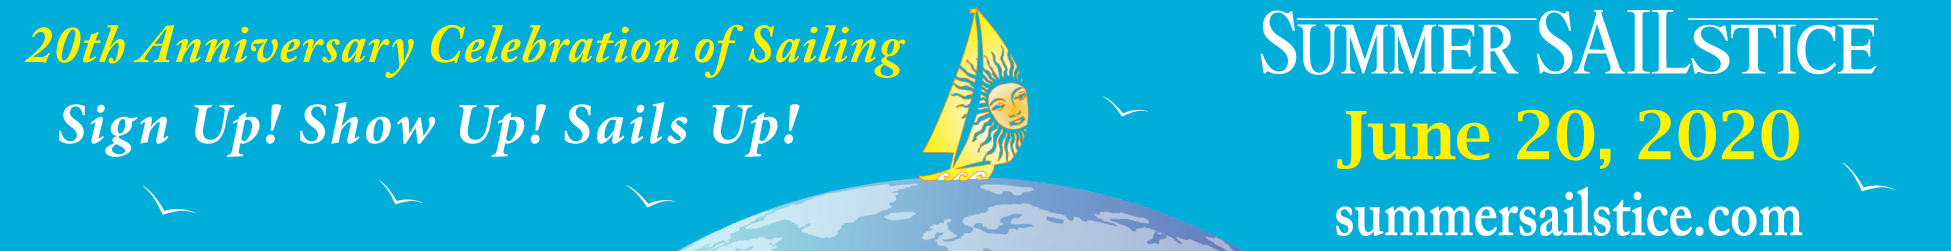 20th Anniversary Celebration of Sailing
Sign Up! Show Up! Sails Up!
SUMMER SAILSTICE
June 20, 2020
summersailstice.com